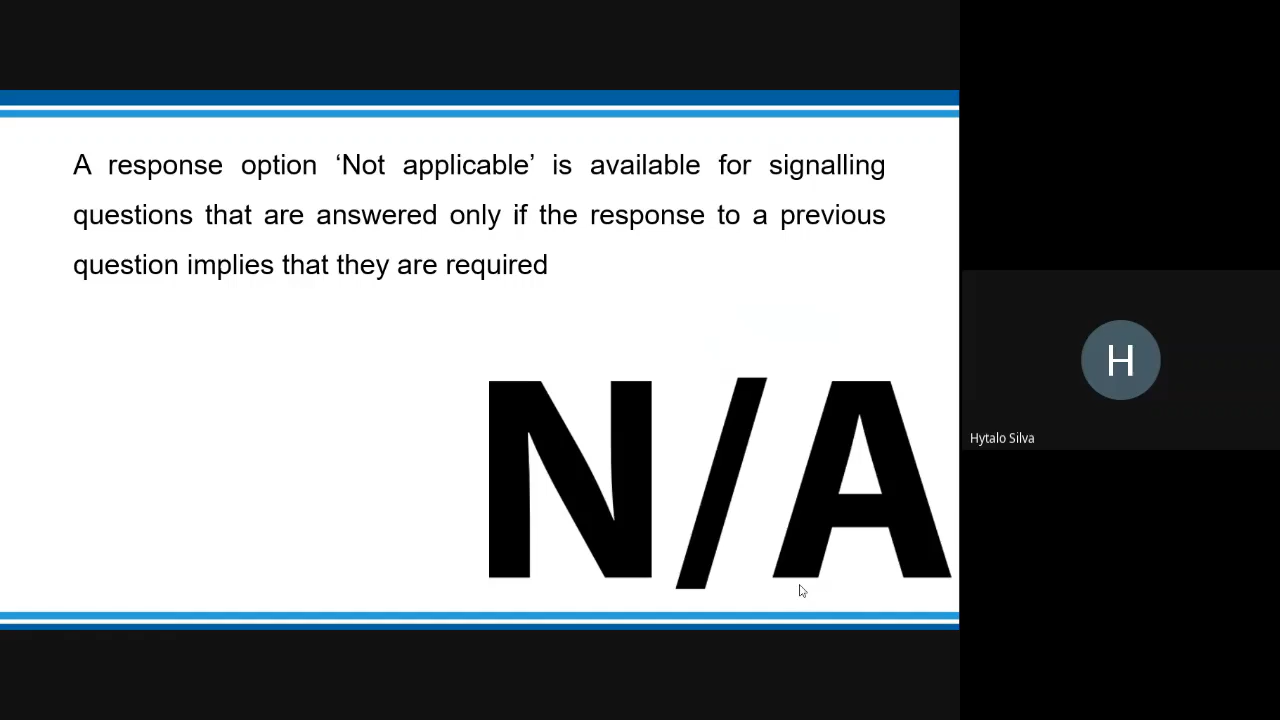 A response option ‘Not applicable’ is available for signalling
questions that are answered only if the response to a previous
question implies that they are required
N/A
H
Hytalo Silva